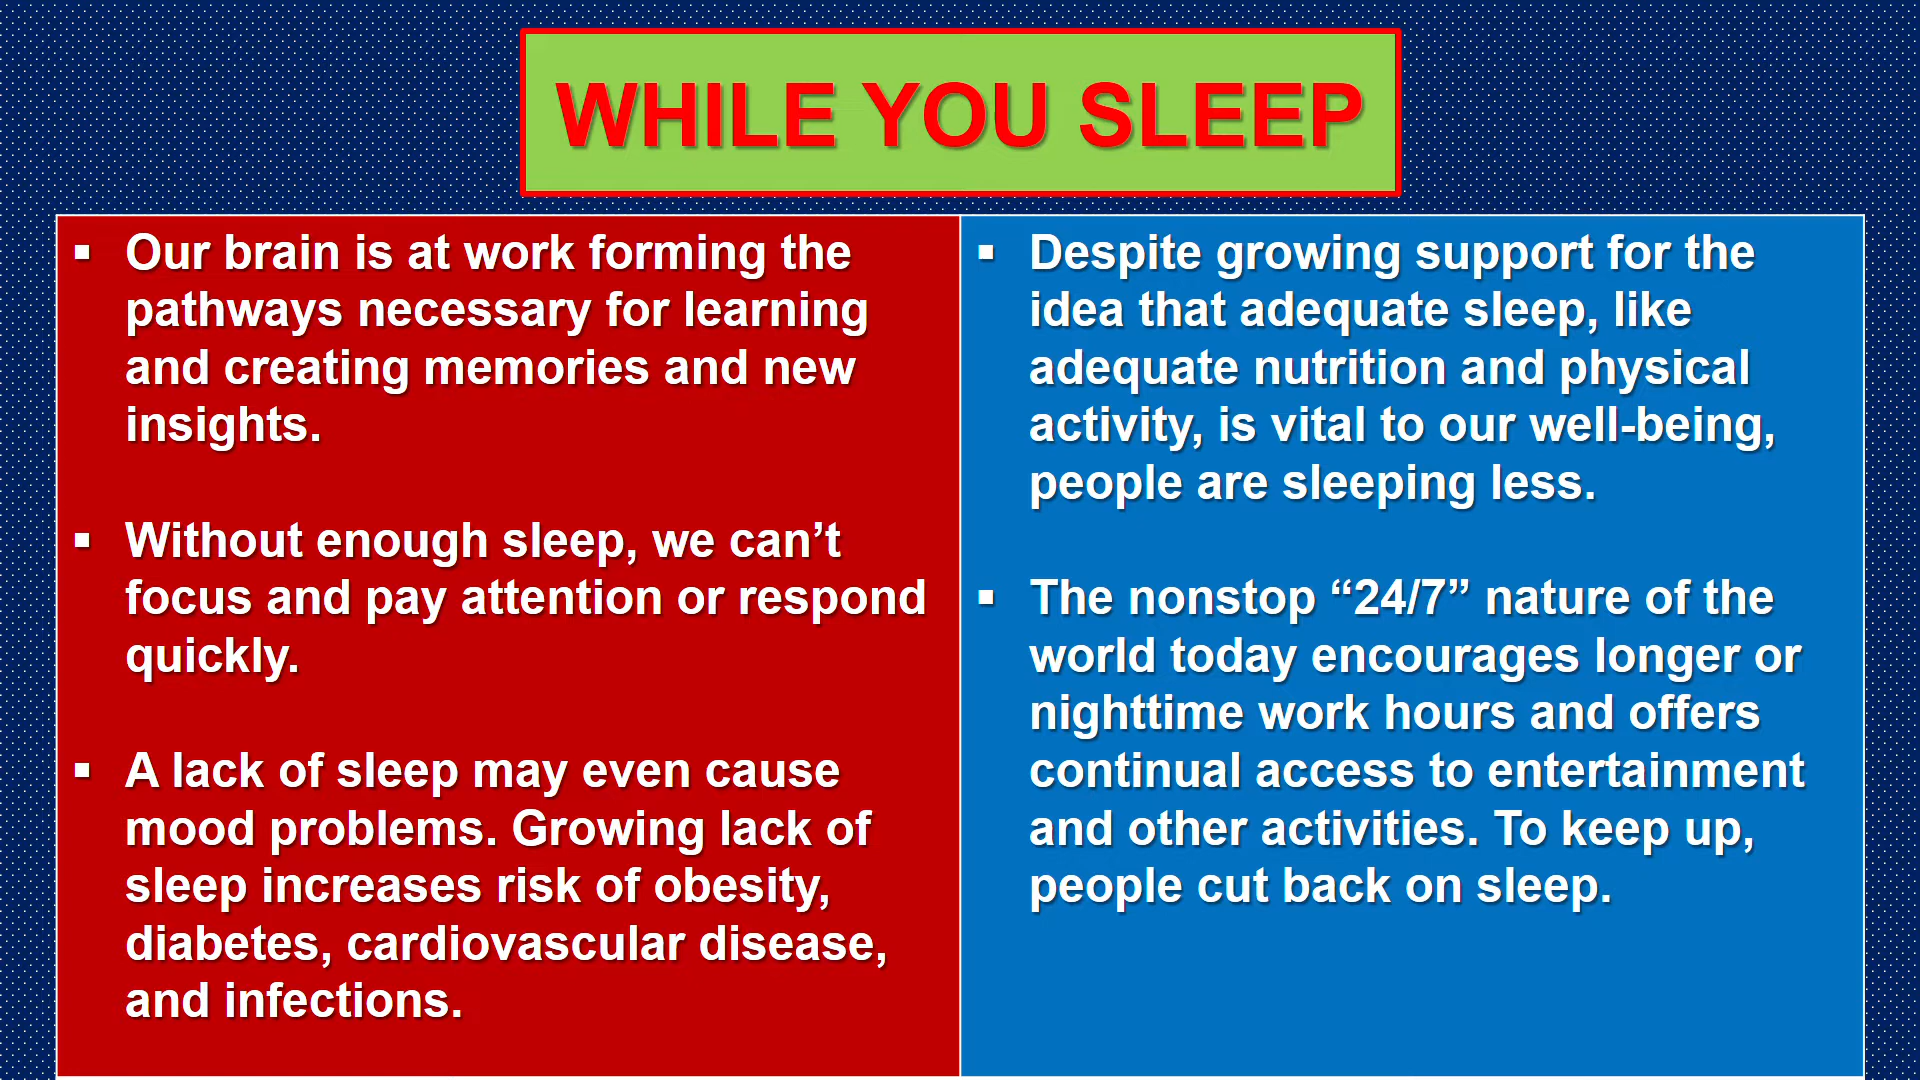 WHILE YOU SLEEP
▪ Our brain is at work forming the
pathways necessary for learning
and creating memories and new
insights.
▪ Without enough sleep, we can’t
focus and pay attention or respond
quickly.
▪ A lack of sleep may even cause
mood problems. Growing lack of
sleep increases risk of obesity,
diabetes, cardiovascular disease,
and infections.
▪ Despite growing support for the
idea that adequate sleep, like
adequate nutrition and physical
activity, is vital to our well-being,
people are sleeping less.
▪ The nonstop “24/7” nature of the
world today encourages longer or
nighttime work hours and offers
continual access to entertainment
and other activities. To keep up,
people cut back on sleep.